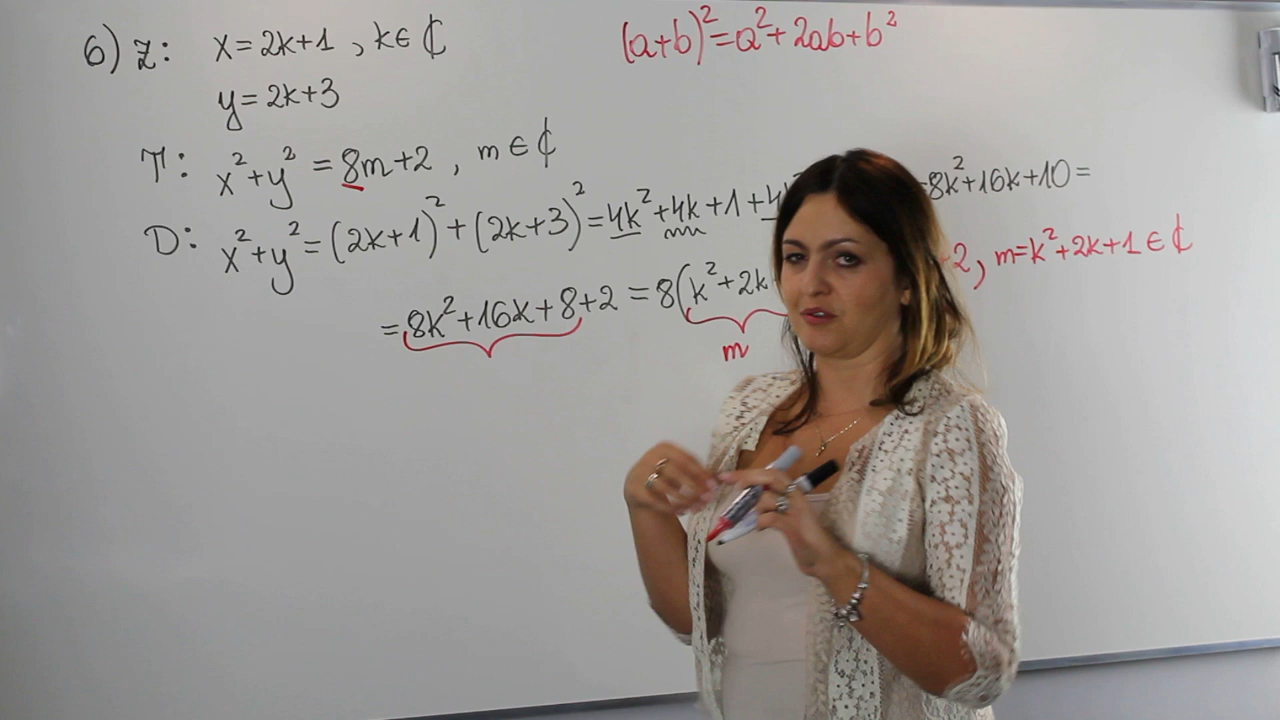 6) Z: x=2k+1 , k∈ ℂ
(a+b)²=a²+2ab+b²
y=2k+3
T: x²+y² = 8m+2 , m∈ℂ
D: x²+y²=(2k+1)²+(2k+3)²=4k²+4k+1+4 8k²+16k+10=
=8k²+16k+8+2 = 8(k²+2k +2, m=k²+2k+1∈ℂ
m